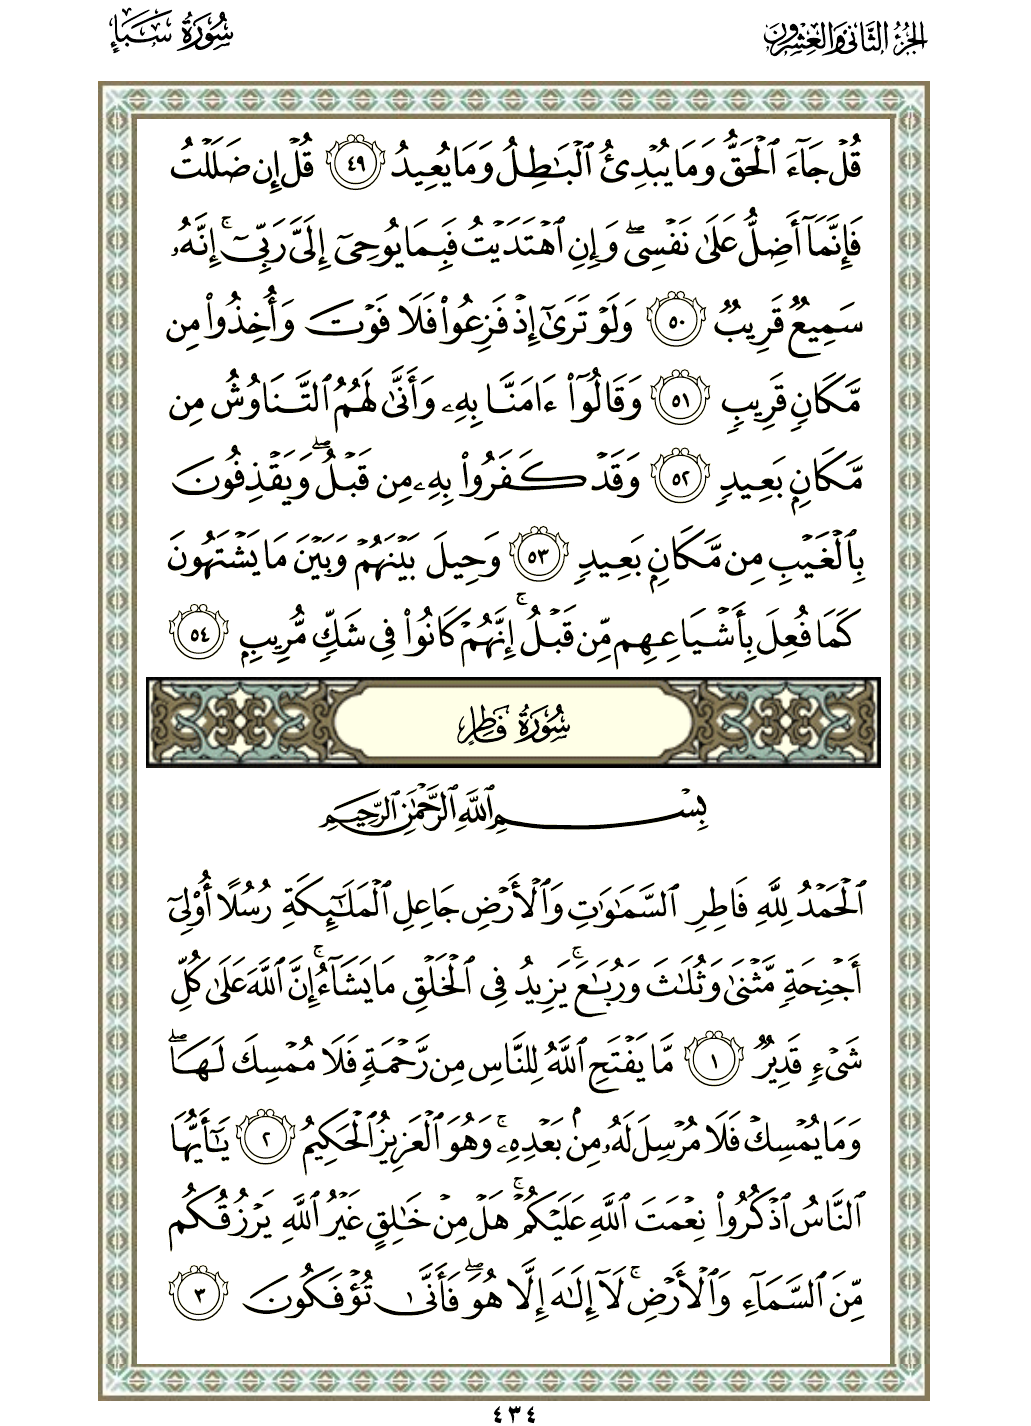 الجزء الثاني والعشرون
سورة سبأ
قُلْ جَآءَ ٱلْحَقُّ وَمَا يُبْدِئُ ٱلْبَٰطِلُ وَمَا يُعِيدُ ٤٩ قُلْ إِن ضَلَلْتُ
فَإِنَّمَآ أَضِلُّ عَلَىٰ نَفْسِىۖ وَإِنِ ٱهْتَدَيْتُ فَبِمَا يُوحِىٓ إِلَىَّ رَبِّىٓۚ إِنَّهُۥ
سَمِيعٌ قَرِيبٌ ٥٠ وَلَوْ تَرَىٰٓ إِذْ فَزِعُوا۟ فَلَا فَوْتَ وَأُخِذُوا۟ مِن
مَّكَانٍ قَرِيبٍ ٥١ وَقَالُوٓا۟ ءَامَنَّا بِهِۦ وَأَنَّىٰ لَهُمُ ٱلتَّنَاوُشُ مِن
مَّكَانٍۭ بَعِيدٍ ٥٢ وَقَدْ كَفَرُوا۟ بِهِۦ مِن قَبْلُۖ وَيَقْذِفُونَ
بِٱلْغَيْبِ مِن مَّكَانٍۭ بَعِيدٍ ٥٣ وَحِيلَ بَيْنَهُمْ وَبَيْنَ مَا يَشْتَهُونَ
كَمَا فُعِلَ بِأَشْيَاعِهِم مِّن قَبْلُۚ إِنَّهُمْ كَانُوا۟ فِى شَكٍّ مُّرِيبٍۭ ٥٤
سُورَةُ فَاطِرٍ
بِسْمِ ٱللَّهِ ٱلرَّحْمَٰنِ ٱلرَّحِيمِ
ٱلْحَمْدُ لِلَّهِ فَاطِرِ ٱلسَّمَٰوَٰتِ وَٱلْأَرْضِ جَاعِلِ ٱلْمَلَٰٓئِكَةِ رُسُلًا أُو۟لِىٓ
أَجْنِحَةٍ مَّثْنَىٰ وَثُلَٰثَ وَرُبَٰعَۚ يَزِيدُ فِى ٱلْخَلْقِ مَا يَشَآءُۚ إِنَّ ٱللَّهَ عَلَىٰ كُلِّ
شَىْءٍ قَدِيرٌ ١ مَّا يَفْتَحِ ٱللَّهُ لِلنَّاسِ مِن رَّحْمَةٍ فَلَا مُمْسِكَ لَهَاۖ
وَمَا يُمْسِكْ فَلَا مُرْسِلَ لَهُۥ مِنۢ بَعْدِهِۦۚ وَهُوَ ٱلْعَزِيزُ ٱلْحَكِيمُ ٢ يَٰٓأَيُّهَا
ٱلنَّاسُ ٱذْكُرُوا۟ نِعْمَتَ ٱللَّهِ عَلَيْكُمْۚ هَلْ مِنْ خَٰلِقٍ غَيْرُ ٱللَّهِ يَرْزُقُكُم
مِّنَ ٱلسَّمَآءِ وَٱلْأَرْضِۚ لَآ إِلَٰهَ إِلَّا هُوَۖ فَأَنَّىٰ تُؤْفَكُونَ ٣
٤٣٤